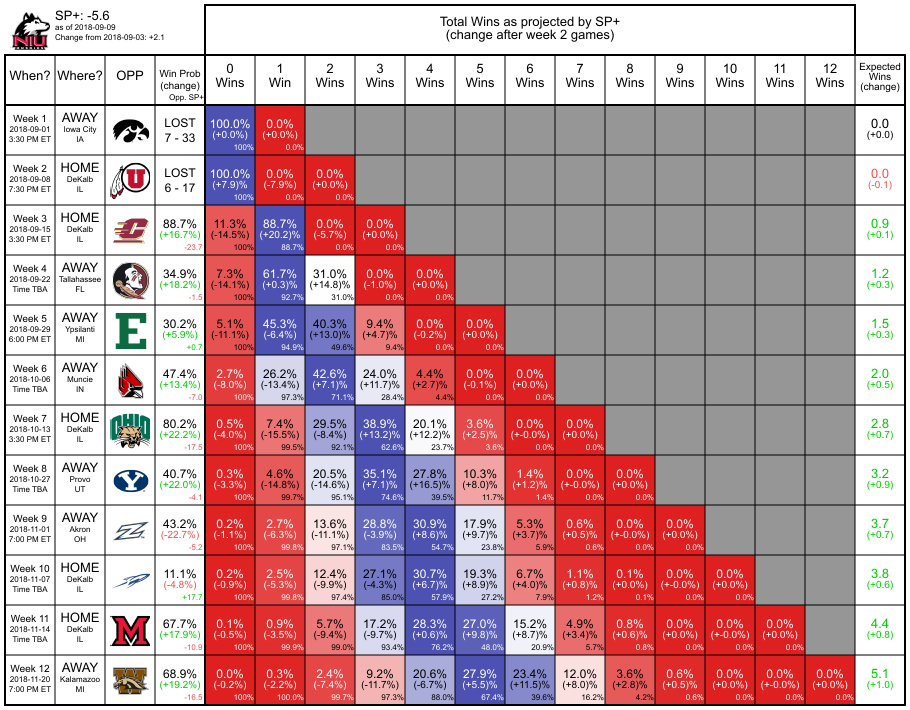 SP+: -5.6
as of 2018-09-09
Change from 2018-09-03: +2.1
NIU
HUSKIES
Total Wins as projected by SP+
(change after week 2 games)
When? Where? OPP Win Prob (change) Opp. SP+ 0 Wins 1 Win 2 Wins 3 Wins 4 Wins 5 Wins 6 Wins 7 Wins 8 Wins 9 Wins 10 Wins 11 Wins 12 Wins Expected Wins (change)
Week 1 AWAY LOST 100.0% 0.0% 0.0
2018-09-01 Iowa City 7 - 33 (+0.0%) (+0.0%) (+0.0)
3:30 PM ET IA 100% 0.0%
Week 2 HOME U LOST 100.0% 0.0% 0.0% 0.0
2018-09-08 DeKalb 6 - 17 (+7.9)% (-7.9% (+0.0% (-0.1)
7:30 PM ET IL 100% 0.0% 0.0%
Week 3 HOME C 88.7% 11.3% 88.7% 0.0% 0.0% 0.9
2018-09-15 DeKalb (+16.7%) (-14.5%) (+20.2)% (-5.7%) (+0.0%) (+0.1)
3:30 PM ET IL -23.7 100% 88.7% 0.0% 0.0%
Week 4 AWAY 34.9% 7.3% 61.7% 31.0% 0.0% 0.0% 1.2
2018-09-22 Tallahassee (+18.2%) (-14.1%) (+0.3)% (+14.8)% (-1.0%) (+0.0%) (+0.3)
Time TBA FL -1.5 100% 92.7% 31.0% 0.0% 0.0%
Week 5 AWAY E 30.2% 5.1% 45.3% 40.3% 9.4% 0.0% 0.0% 1.5
2018-09-29 Ypsilanti (+5.9%) (-11.1%) (-6.4%) (+13.0)% (+4.7)% (-0.2%) (+0.0%) (+0.3)
6:00 PM ET MI +0.7 100% 94.9% 49.6% 9.4% 0.0% 0.0%
Week 6 AWAY 47.4% 2.7% 26.2% 42.6% 24.0% 4.4% 0.0% 0.0% 2.0
2018-10-06 Muncie (+13.4%) (-8.0%) (-13.4%) (+7.1)% (+11.7)% (+2.7)% (-0.1%) (+0.0%) (+0.5)
Time TBA IN -7.0 100% 97.3% 71.1% 28.4% 4.4% 0.0% 0.0%
Week 7 HOME OHIO 80.2% 0.5% 7.4% 29.5% 38.9% 20.1% 3.6% 0.0% 0.0% 2.8
2018-10-13 DeKalb (+22.2%) (-4.0%) (-15.5%) (-8.4%) (+13.2)% (+12.2)% (+2.5)% (+-0.0%) (+0.0%) (+0.7)
3:30 PM ET IL -17.5 100% 99.5% 92.1% 62.6% 23.7% 3.6% 0.0% 0.0%
Week 8 AWAY Y 40.7% 0.3% 4.6% 20.5% 35.1% 27.8% 10.3% 1.4% 0.0% 0.0% 3.2
2018-10-27 Provo (+22.0%) (-3.3%) (-14.8%) (-14.6%) (+7.1)% (+16.5)% (+8.0)% (+1.2)% (+-0.0%) (+0.0%) (+0.9)
Time TBA UT -4.1 100% 99.7% 95.1% 74.6% 39.5% 11.7% 1.4% 0.0% 0.0%
Week 9 AWAY Z 43.2% 0.2% 2.7% 13.6% 28.8% 30.9% 17.9% 5.3% 0.6% 0.0% 0.0% 3.7
2018-11-01 Akron (-22.7%) (-1.1%) (-6.3%) (-11.1%) (-3.9%) (+8.6)% (+9.7)% (+3.7)% (+0.5)% (-0.0%) (+0.0%) (+0.7)
7:00 PM ET OH -5.2 100% 99.8% 97.1% 83.5% 54.7% 23.8% 5.9% 0.6% 0.0% 0.0%
Week 10 HOME 11.1% 0.2% 2.5% 12.4% 27.1% 30.7% 19.3% 6.7% 1.1% 0.1% 0.0% 0.0% 3.8
2018-11-07 DeKalb (-4.8%) (-0.9%) (-5.3%) (-9.9%) (-4.3%) (+6.7)% (+8.9)% (+4.0)% (+0.8)% (+0.0)% (+-0.0%) (+0.0%) (+0.6)
Time TBA IL +17.7 100% 99.8% 97.4% 85.0% 57.9% 27.2% 7.9% 1.2% 0.1% 0.0% 0.0%
Week 11 HOME M 67.7% 0.1% 0.9% 5.7% 17.2% 28.3% 27.0% 15.2% 4.9% 0.8% 0.0% 0.0% 0.0% 4.4
2018-11-14 DeKalb (+17.9%) (-0.5%) (-3.5%) (-9.4%) (-9.7%) (+0.6)% (+9.8)% (+8.7)% (+3.4)% (+0.6)% (+-0.0%) (+-0.0%) (+0.0%) (+0.8)
Time TBA IL -10.9 100% 99.9% 99.0% 93.4% 76.2% 48.0% 20.9% 5.7% 0.8% 0.0% 0.0% 0.0%
Week 12 AWAY W 68.9% 0.0% 0.3% 2.4% 9.2% 20.6% 27.9% 23.4% 12.0% 3.6% 0.6% 0.0% 0.0% 0.0% 5.1
2018-11-20 Kalamazoo (+19.2%) (-0.2%) (-2.2%) (-7.4%) (-11.7%) (-6.7%) (+5.5)% (+11.5)% (+8.0)% (+2.8)% (+0.5)% (+-0.0%) (+-0.0%) (+0.0%) (+1.0)
7:00 PM ET MI -16.5 100% 100.0% 99.7% 97.3% 88.0% 67.4% 39.6% 16.2% 4.2% 0.6% 0.0% 0.0% 0.0%